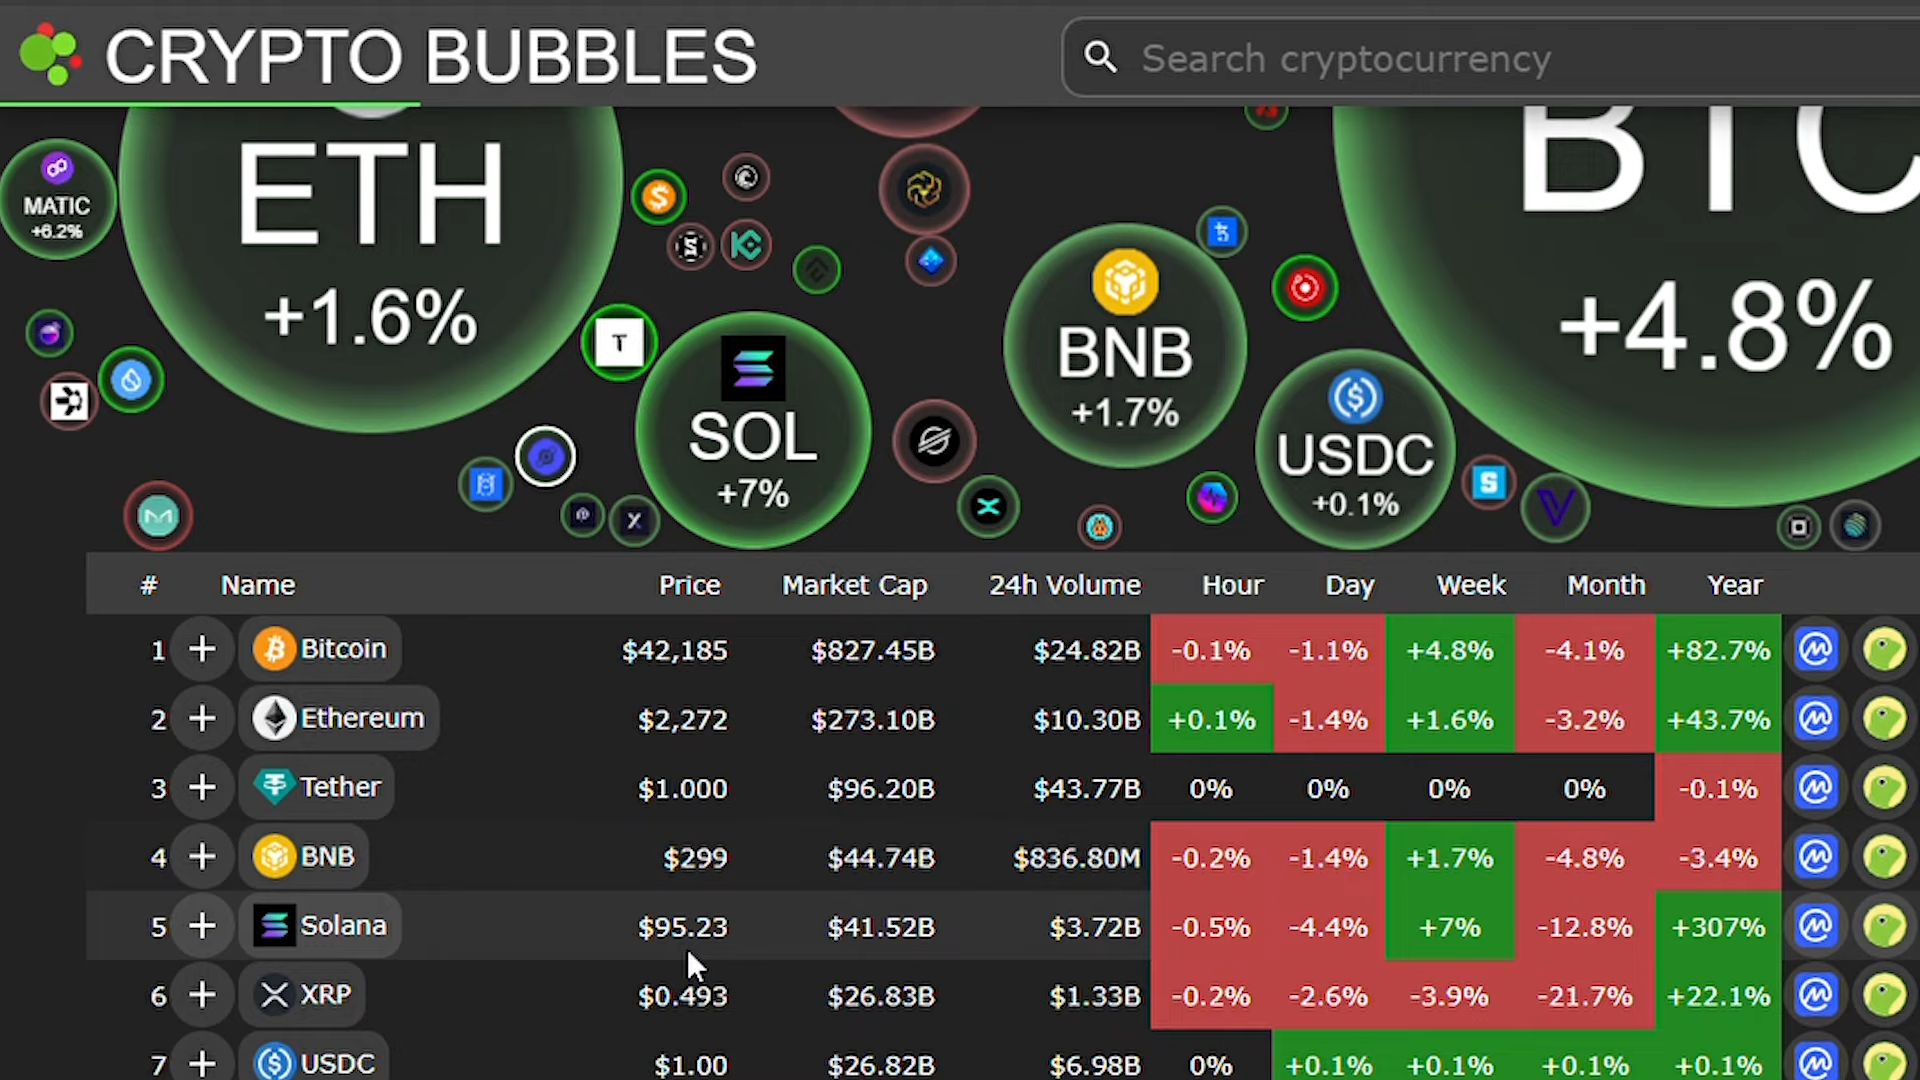 CRYPTO BUBBLES
Search cryptocurrency
MATIC
+6.2%
ETH
+1.6%
T
SOL
+7%
BNB
+1.7%
USDC
+0.1%
BTC
+4.8%
# Name Price Market Cap 24h Volume Hour Day Week Month Year
1 + Bitcoin $42,185 $827.45B $24.82B -0.1% -1.1% +4.8% -4.1% +82.7%
2 + Ethereum $2,272 $273.10B $10.30B +0.1% -1.4% +1.6% -3.2% +43.7%
3 + Tether $1.000 $96.20B $43.77B 0% 0% 0% 0% -0.1%
4 + BNB $299 $44.74B $836.80M -0.2% -1.4% +1.7% -4.8% -3.4%
5 + Solana $95.23 $41.52B $3.72B -0.5% -4.4% +7% -12.8% +307%
6 + XRP $0.493 $26.83B $1.33B -0.2% -2.6% -3.9% -21.7% +22.1%
7 + USDC $1.00 $26.82B $6.98B 0% +0.1% +0.1% +0.1% +0.1%